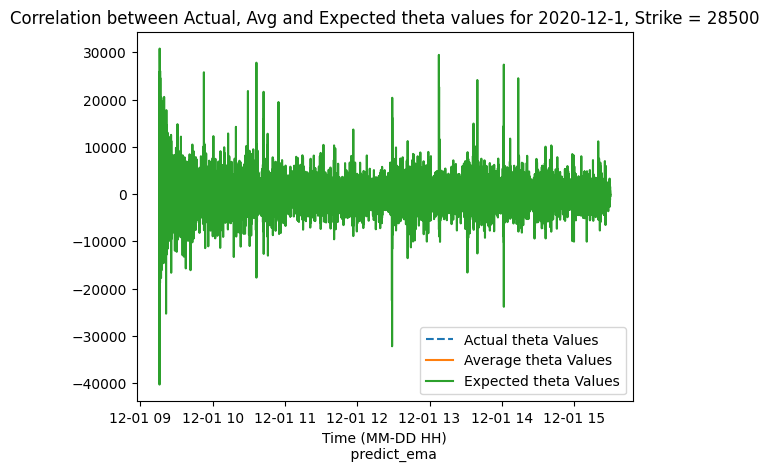 Correlation between Actual, Avg and Expected theta values for 2020-12-1, Strike = 28500
30000
20000
10000
0
−10000
−20000
−30000
−40000
Actual theta Values
Average theta Values
Expected theta Values
12-01 09 12-01 10 12-01 11 12-01 12 12-01 13 12-01 14 12-01 15
Time (MM-DD HH)
predict_ema